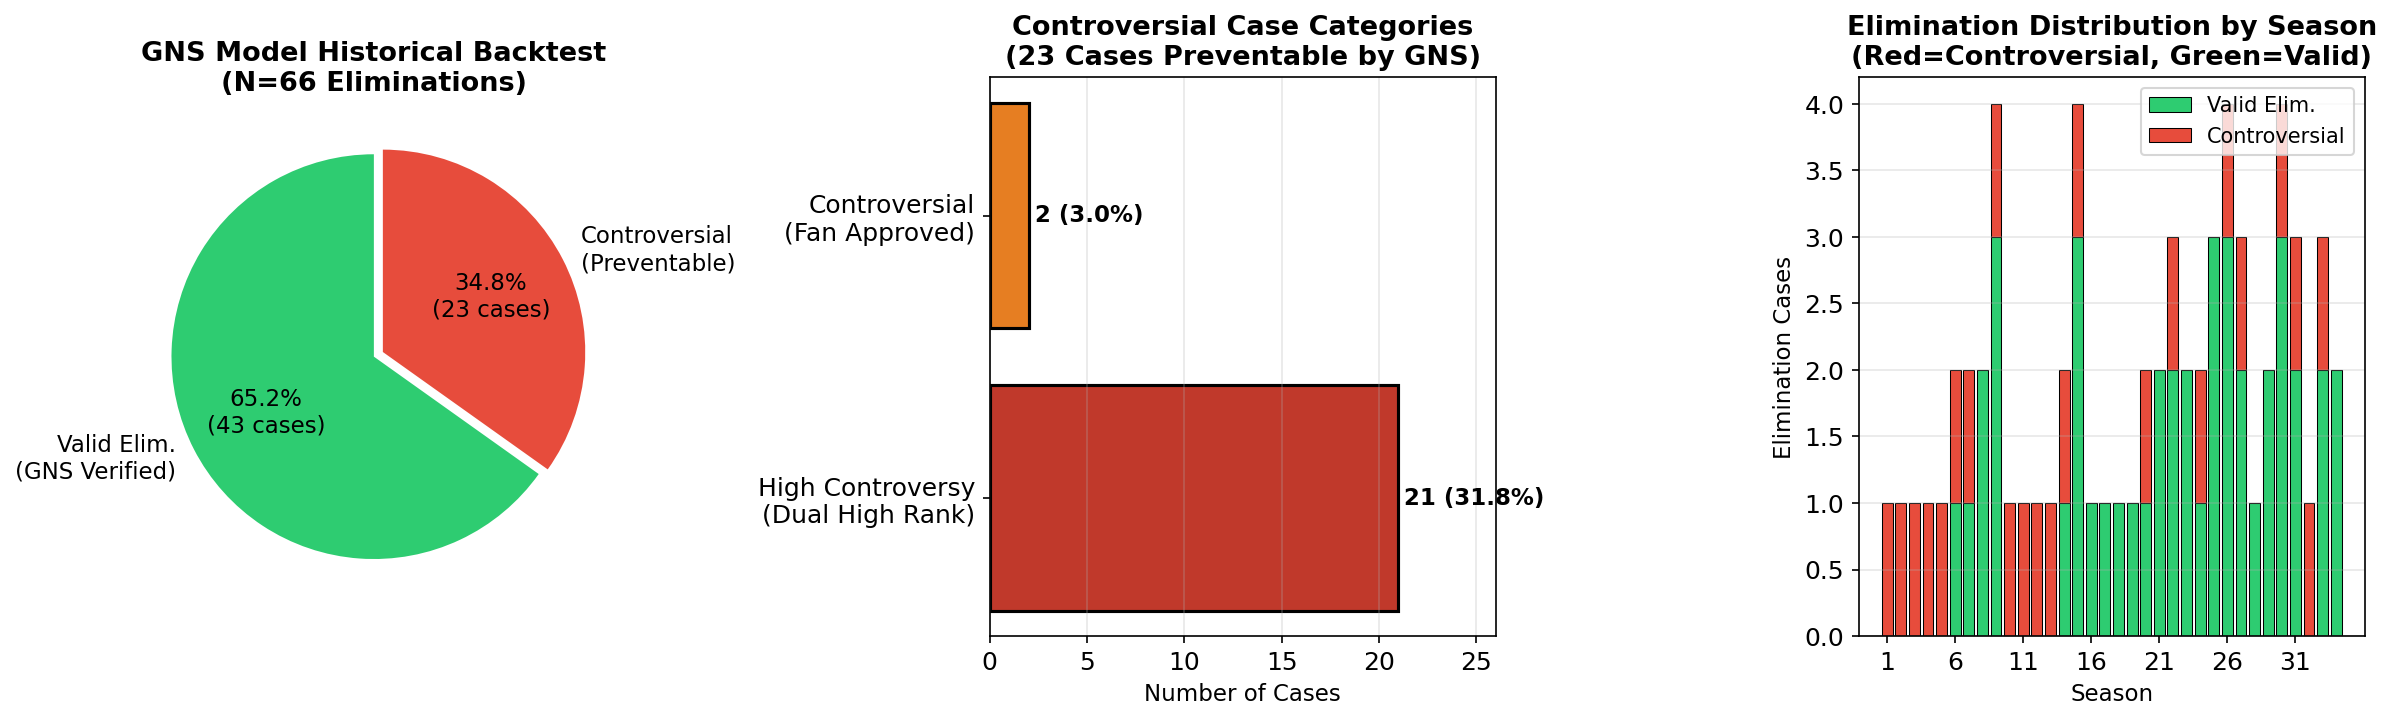 GNS Model Historical Backtest
(N=66 Eliminations)
Controversial
(Preventable)
34.8%
(23 cases)
65.2%
(43 cases)
Valid Elim.
(GNS Verified)
Controversial Case Categories
(23 Cases Preventable by GNS)
Controversial
(Fan Approved)
2 (3.0%)
High Controversy
(Dual High Rank)
21 (31.8%)
0 5 10 15 20 25
Number of Cases
Elimination Distribution by Season
(Red=Controversial, Green=Valid)
Valid Elim.
Controversial
Elimination Cases
4.0
3.5
3.0
2.5
2.0
1.5
1.0
0.5
0.0
1 6 11 16 21 26 31
Season